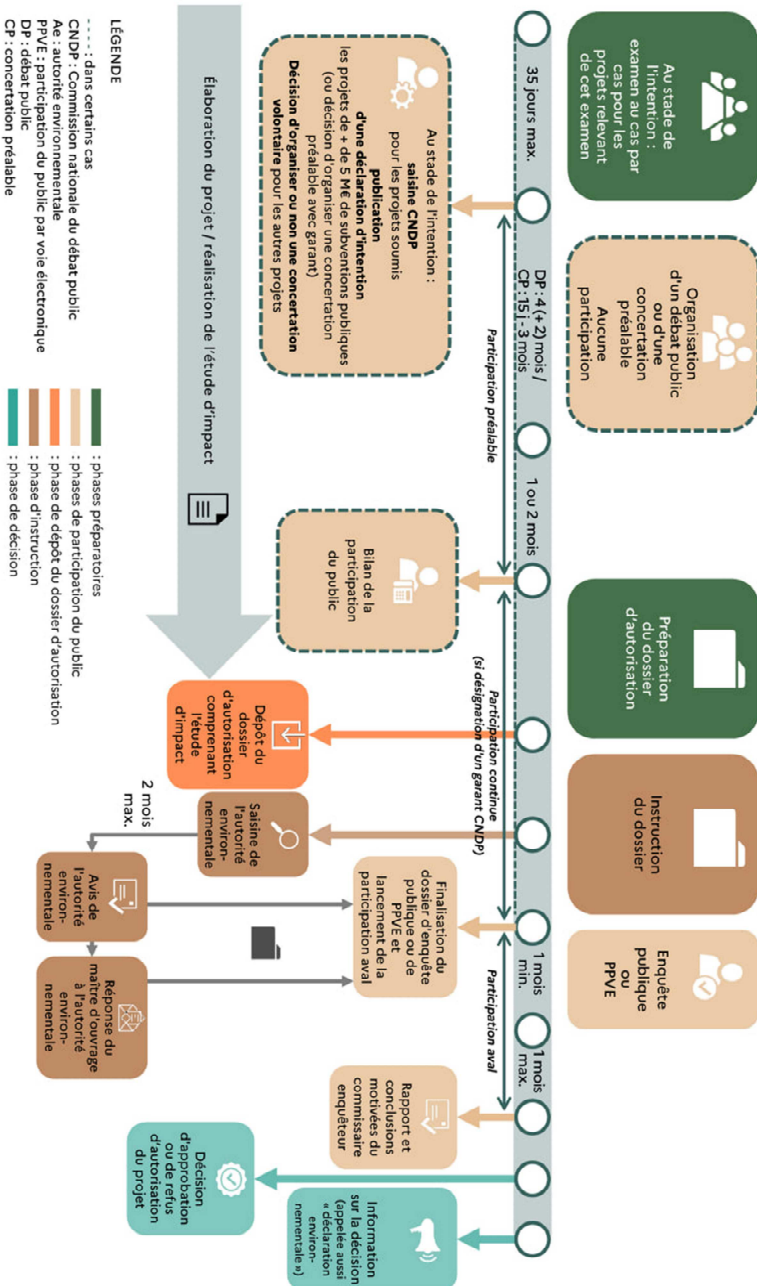 Au stade de
l'intention :
examen au cas par
cas pour les
projets relevant
de cet examen
Organisation
d'un débat public
ou d'une
concertation
préalable
Aucune
participation
Préparation
du dossier
d'autorisation
Instruction
du dossier
Enquête
publique
ou
PPVE
35 jours max.
DP : 4 (+ 2) mois /
CP : 15 j - 3 mois
1 ou 2 mois
1 mois
min.
1 mois
max.
Participation préalable
Participation continue
(si désignation d'un garant CNDP)
Participation aval
Au stade de l'intention :
saisine CNDP
pour les projets soumis
publication
d'une déclaration d'intention
les projets de + de 5 M€ de subventions publiques
(ou décision d'organiser une concertation
préalable avec garant)
Décision d'organiser ou non une concertation
volontaire pour les autres projets
Bilan de la
participation
du public
Dépôt du
dossier
d'autorisation
comprenant
l'étude
d'impact
Saisine de
l'autorité
environ-
nementale
Finalisation du
dossier d'enquête
publique ou de
PPVE et
lancement de la
participation aval
Rapport et
conclusions
motivées du
commissaire
enquêteur
Décision
d'approbation
ou de refus
d'autorisation
du projet
Information
sur la décision
(appelée aussi
« déclaration
environ-
nementale »)
2 mois
max.
Avis de
l'autorité
environ-
nementale
Réponse du
maître d'ouvrage
à l'autorité
environ-
nementale
Élaboration du projet / réalisation de l'étude d'impact
LÉGENDE
---- : dans certains cas
CNDP : Commission nationale du débat public
Ae : autorité environnementale
PPVE : participation du public par voie électronique
DP : débat public
CP : concertation préalable
: phases préparatoires
: phases de participation du public
: phase de dépôt du dossier d'autorisation
: phase d'instruction
: phase de décision